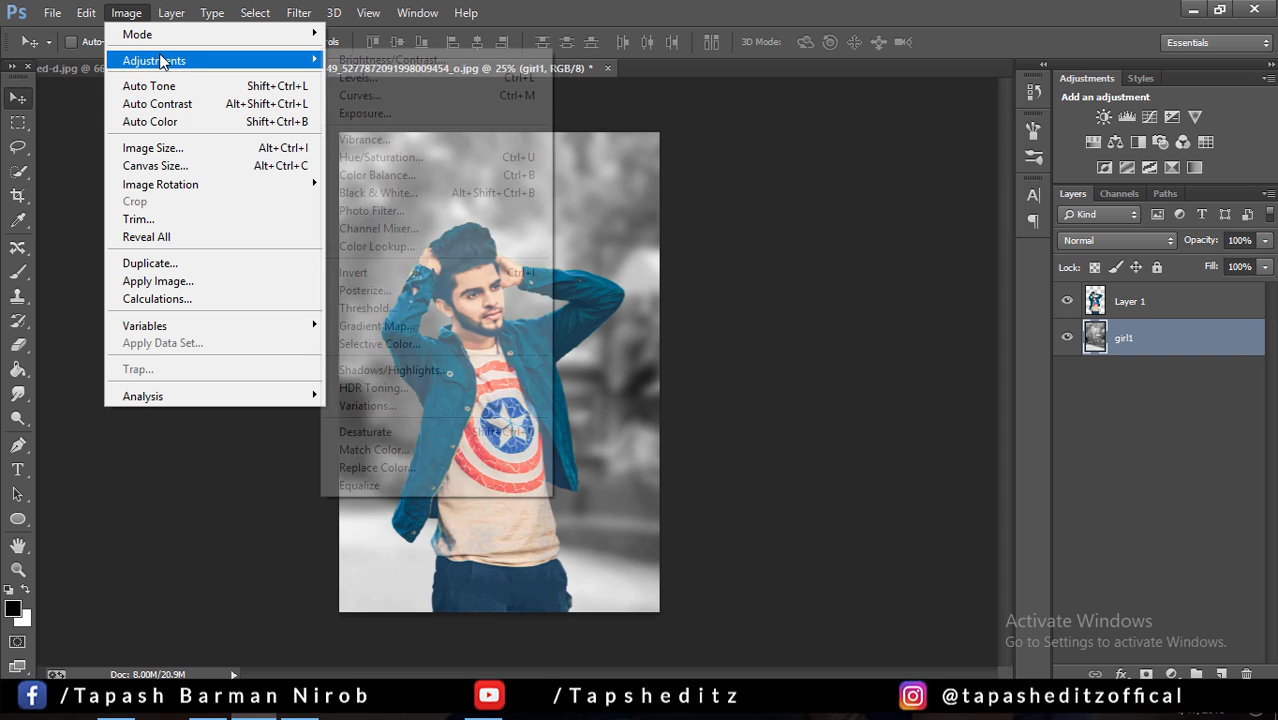 Ps File Edit Image Layer Type Select Filter 3D View Window Help
Auto-
3D Mode:
Essentials
ed-d.jpg @ 66
49_5277872091998009454_o.jpg @ 25% (girl1, RGB/8) *
Mode
Adjustments
Auto Tone Shift+Ctrl+L
Auto Contrast Alt+Shift+Ctrl+L
Auto Color Shift+Ctrl+B
Image Size... Alt+Ctrl+I
Canvas Size... Alt+Ctrl+C
Image Rotation
Crop
Trim...
Reveal All
Duplicate...
Apply Image...
Calculations...
Variables
Apply Data Set...
Trap...
Analysis
Brightness/Contrast...
Levels... Ctrl+L
Curves... Ctrl+M
Exposure...
Vibrance...
Hue/Saturation... Ctrl+U
Color Balance... Ctrl+B
Black & White... Alt+Shift+Ctrl+B
Photo Filter...
Channel Mixer...
Color Lookup...
Invert Ctrl+I
Posterize...
Threshold...
Gradient Map...
Selective Color...
Shadows/Highlights...
HDR Toning...
Variations...
Desaturate Shift+Ctrl+U
Match Color...
Replace Color...
Equalize
Adjustments Styles
Add an adjustment
Layers Channels Paths
Kind
Normal Opacity: 100%
Lock: Fill: 100%
Layer 1
girl1
Activate Windows
Go to Settings to activate Windows.
Doc: 8.00M/20.9M
/Tapash Barman Nirob
/Tapsheditz
@tapasheditzoffical